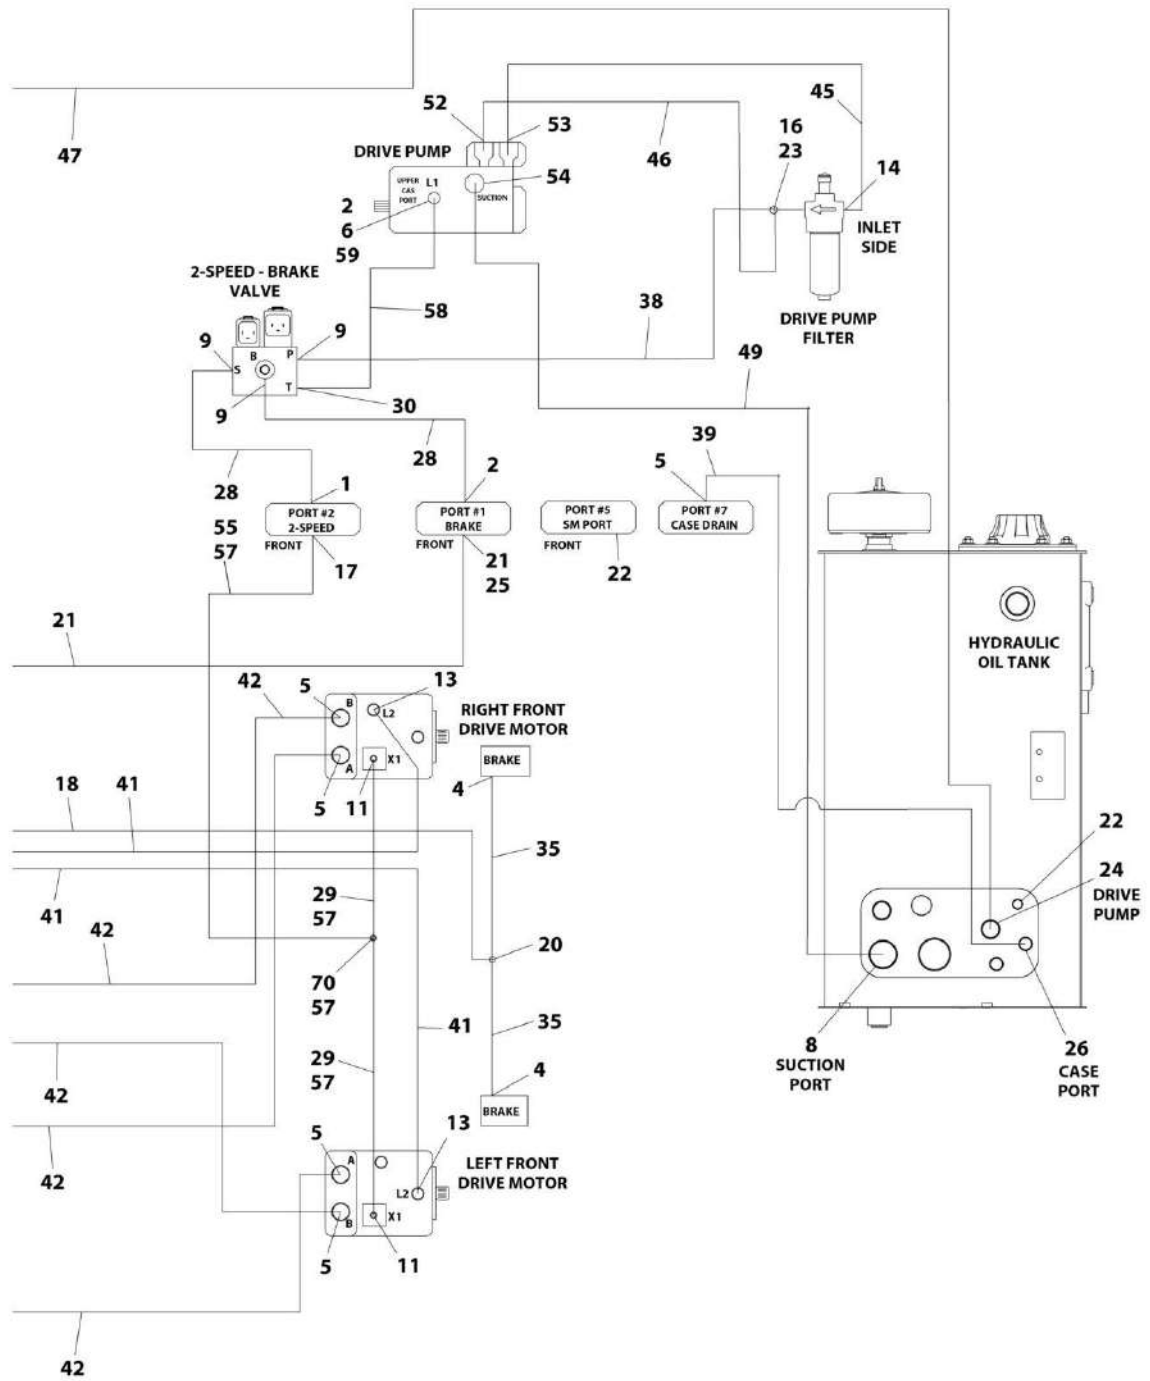 47
52
53
45
46
16
23
14
DRIVE PUMP
UPPER
CAS
PORT
L1
SUCTION
54
2
6
59
INLET
SIDE
2-SPEED - BRAKE
VALVE
58
38
DRIVE PUMP
FILTER
9
9
B
P
S
T
9
30
49
28
28
39
5
2
1
PORT #2
2-SPEED
PORT #1
BRAKE
PORT #5
SM PORT
PORT #7
CASE DRAIN
55
57
FRONT
FRONT
FRONT
17
21
25
22
21
HYDRAULIC
OIL TANK
42
5
13
B
L2
RIGHT FRONT
DRIVE MOTOR
X1
A
BRAKE
4
5
11
18
41
35
22
24
DRIVE
PUMP
41
29
57
42
20
70
57
41
35
29
57
8
SUCTION
PORT
26
CASE
PORT
42
4
BRAKE
5
13
A
LEFT FRONT
DRIVE MOTOR
42
L2
X1
B
5
11
42